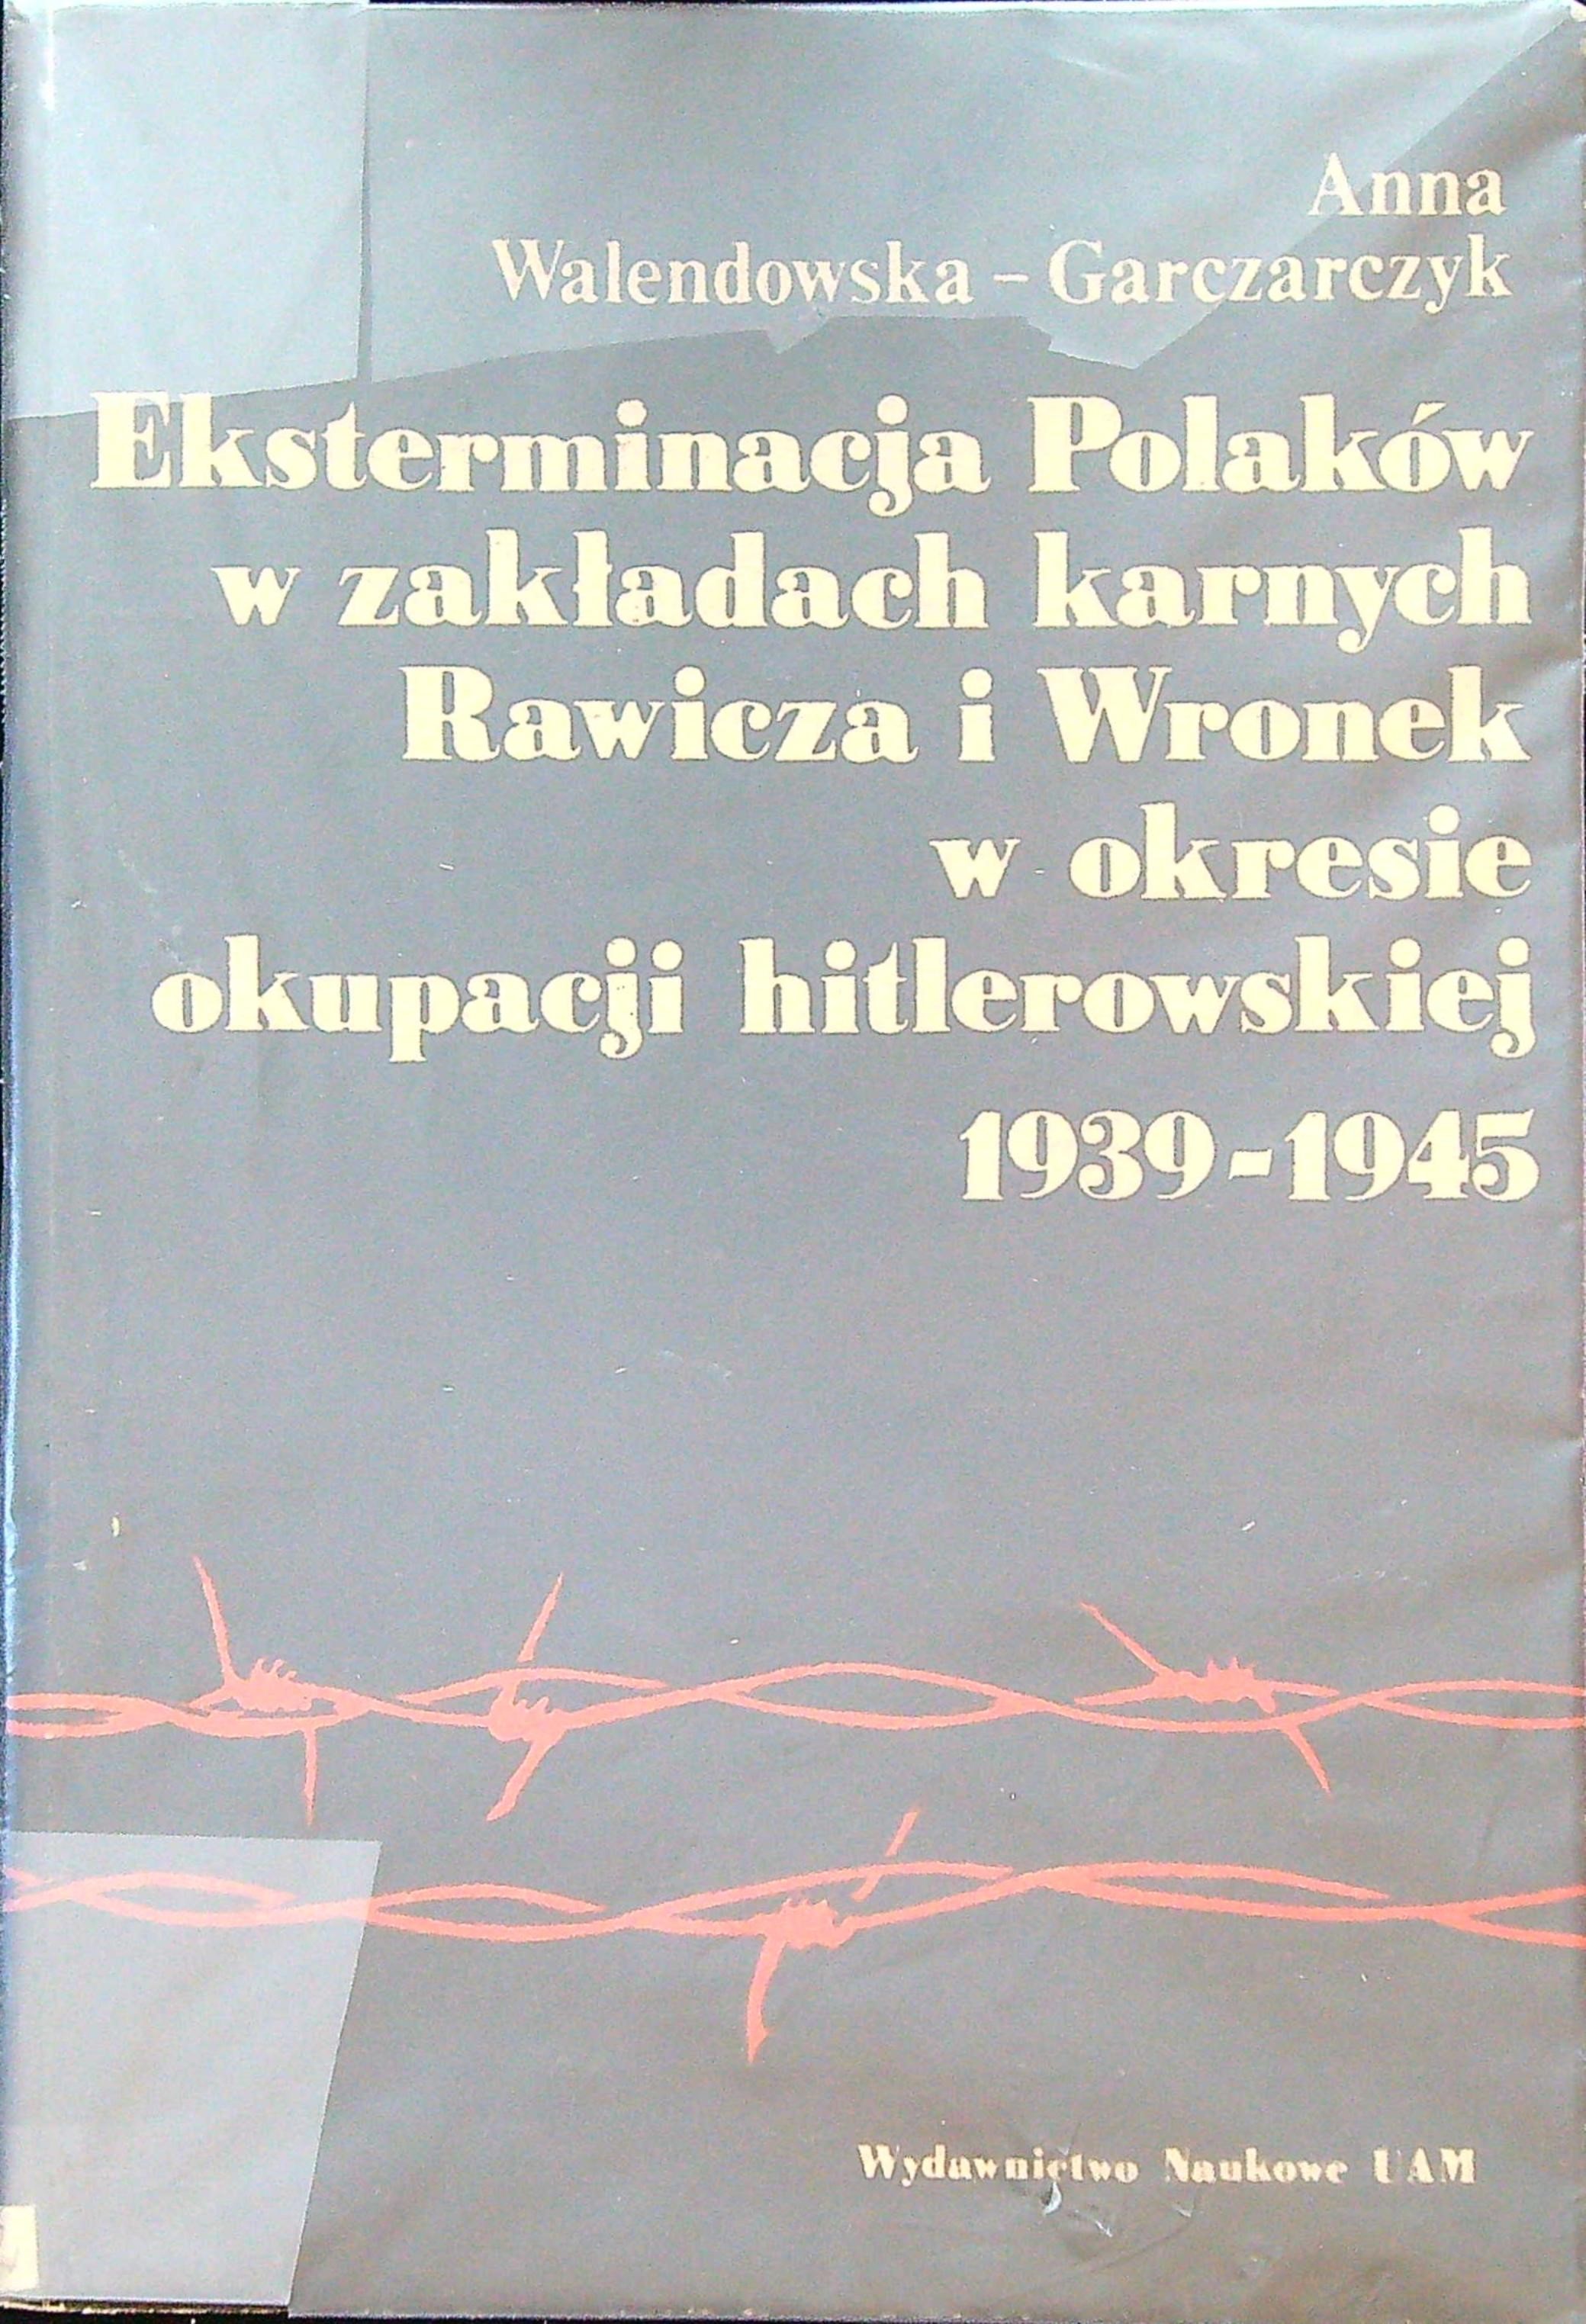 Anna
Walendowska - Garczarczyk
Eksterminacja Polaków
w zakładach karnych
Rawicza i Wronek
w okresie
okupacji hitlerowskiej
1939-1945
Wydawnictwo Naukowe UAM